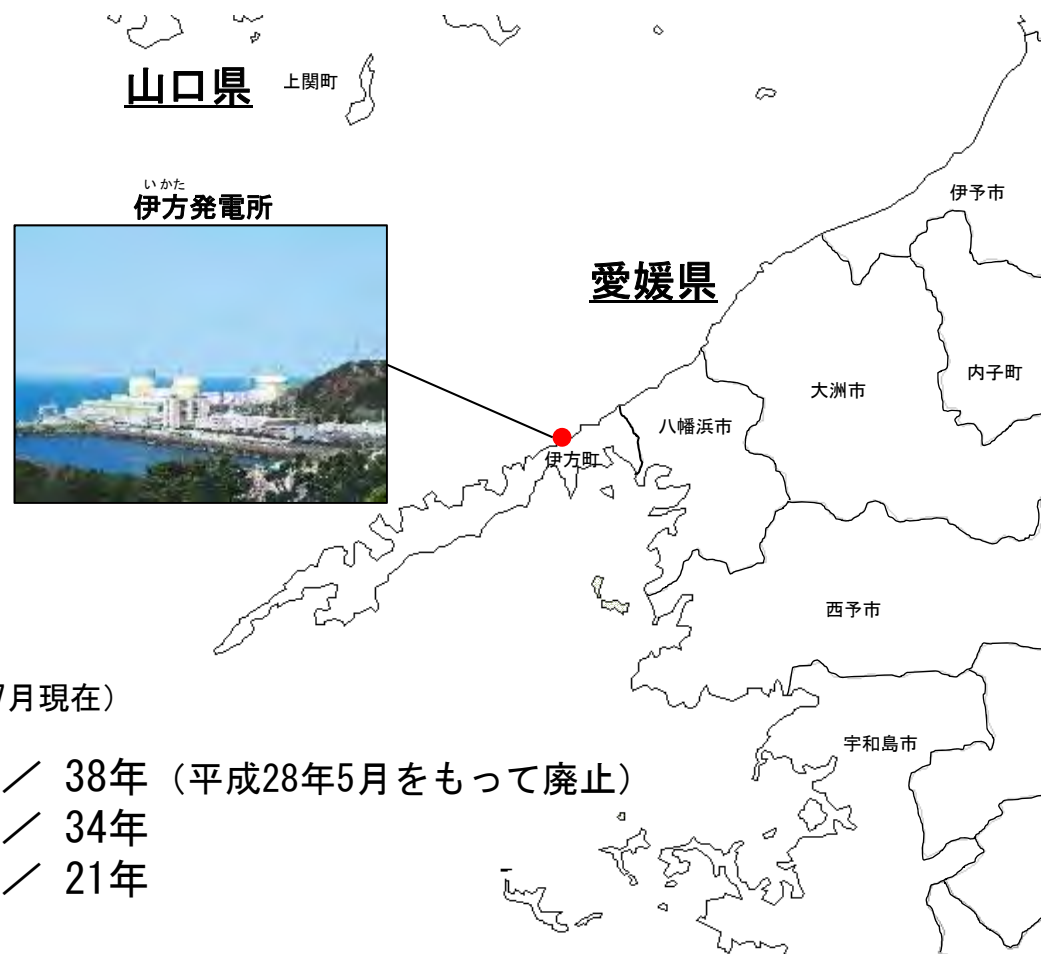 山口県
上関町
いかた
伊方発電所
伊予市
愛媛県
内子町
大洲市
八幡浜市
伊方町
西予市
7月現在）
宇和島市
／ 38年（平成28年5月をもって廃止）
／ 34年
／ 21年